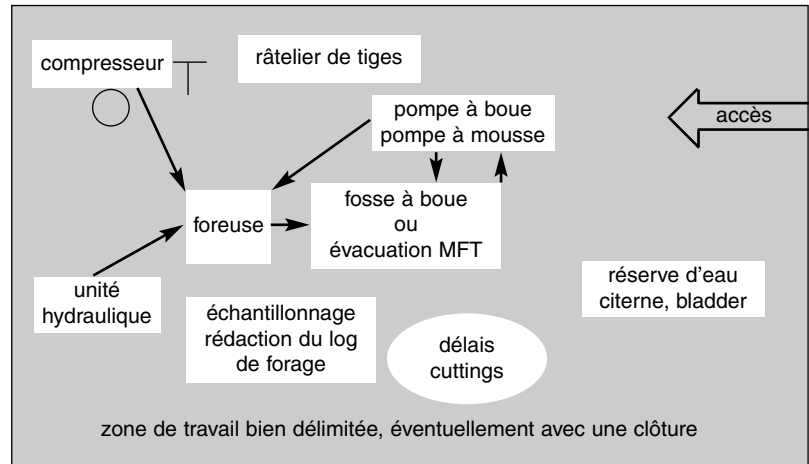 compresseur
râtelier de tiges
pompe à boue
pompe à mousse
accès
foreuse
fosse à boue
ou
évacuation MFT
unité
hydraulique
échantillonnage
rédaction du log
de forage
délais
cuttings
réserve d'eau
citerne, bladder
zone de travail bien délimitée, éventuellement avec une clôture